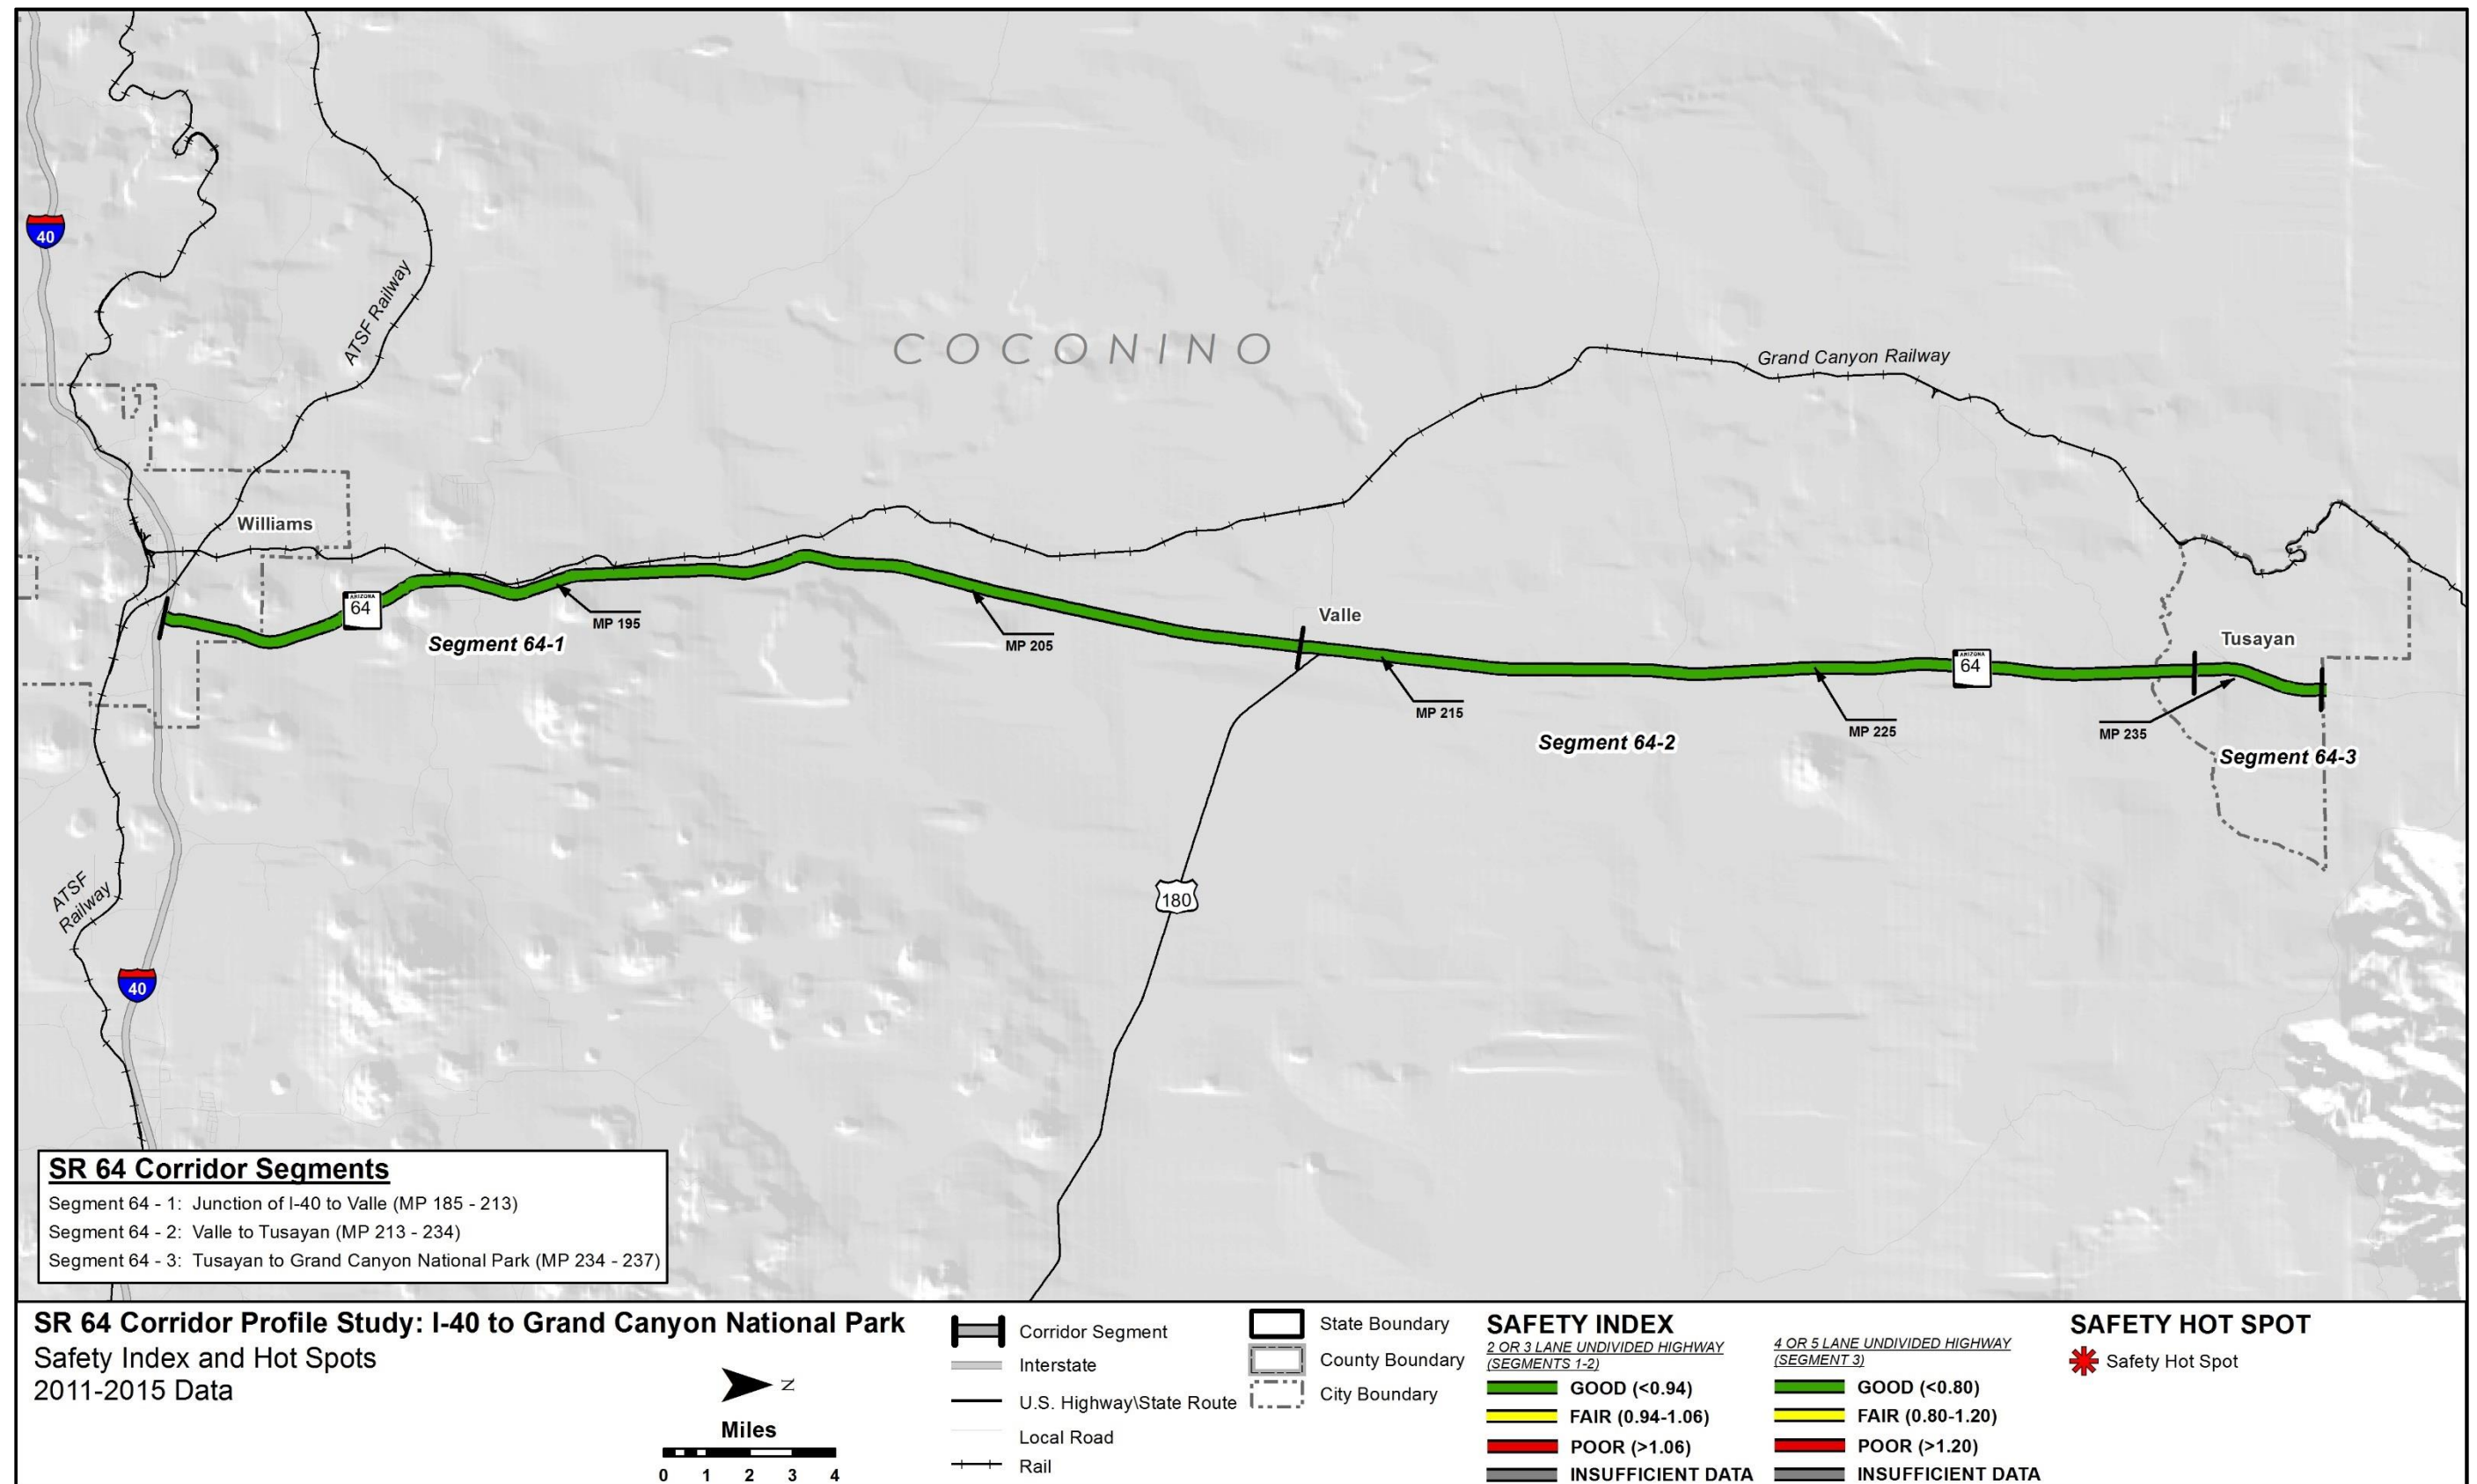 40
ATSF Railway
COCONINO
Grand Canyon Railway
Williams
ARIZONA
64
MP 195
Segment 64-1
MP 205
Valle
MP 215
Segment 64-2
MP 225
ARIZONA
64
Tusayan
MP 235
Segment 64-3
180
ATSF
Railway
40
SR 64 Corridor Segments
Segment 64 - 1: Junction of I-40 to Valle (MP 185 - 213)
Segment 64 - 2: Valle to Tusayan (MP 213 - 234)
Segment 64 - 3: Tusayan to Grand Canyon National Park (MP 234 - 237)
SR 64 Corridor Profile Study: I-40 to Grand Canyon National Park
Safety Index and Hot Spots
2011-2015 Data
N
Miles
0 1 2 3 4
Corridor Segment
Interstate
U.S. Highway\State Route
Local Road
Rail
State Boundary
County Boundary
City Boundary
SAFETY INDEX
2 OR 3 LANE UNDIVIDED HIGHWAY
(SEGMENTS 1-2)
GOOD (<0.94)
FAIR (0.94-1.06)
POOR (>1.06)
INSUFFICIENT DATA
4 OR 5 LANE UNDIVIDED HIGHWAY
(SEGMENT 3)
GOOD (<0.80)
FAIR (0.80-1.20)
POOR (>1.20)
INSUFFICIENT DATA
SAFETY HOT SPOT
Safety Hot Spot